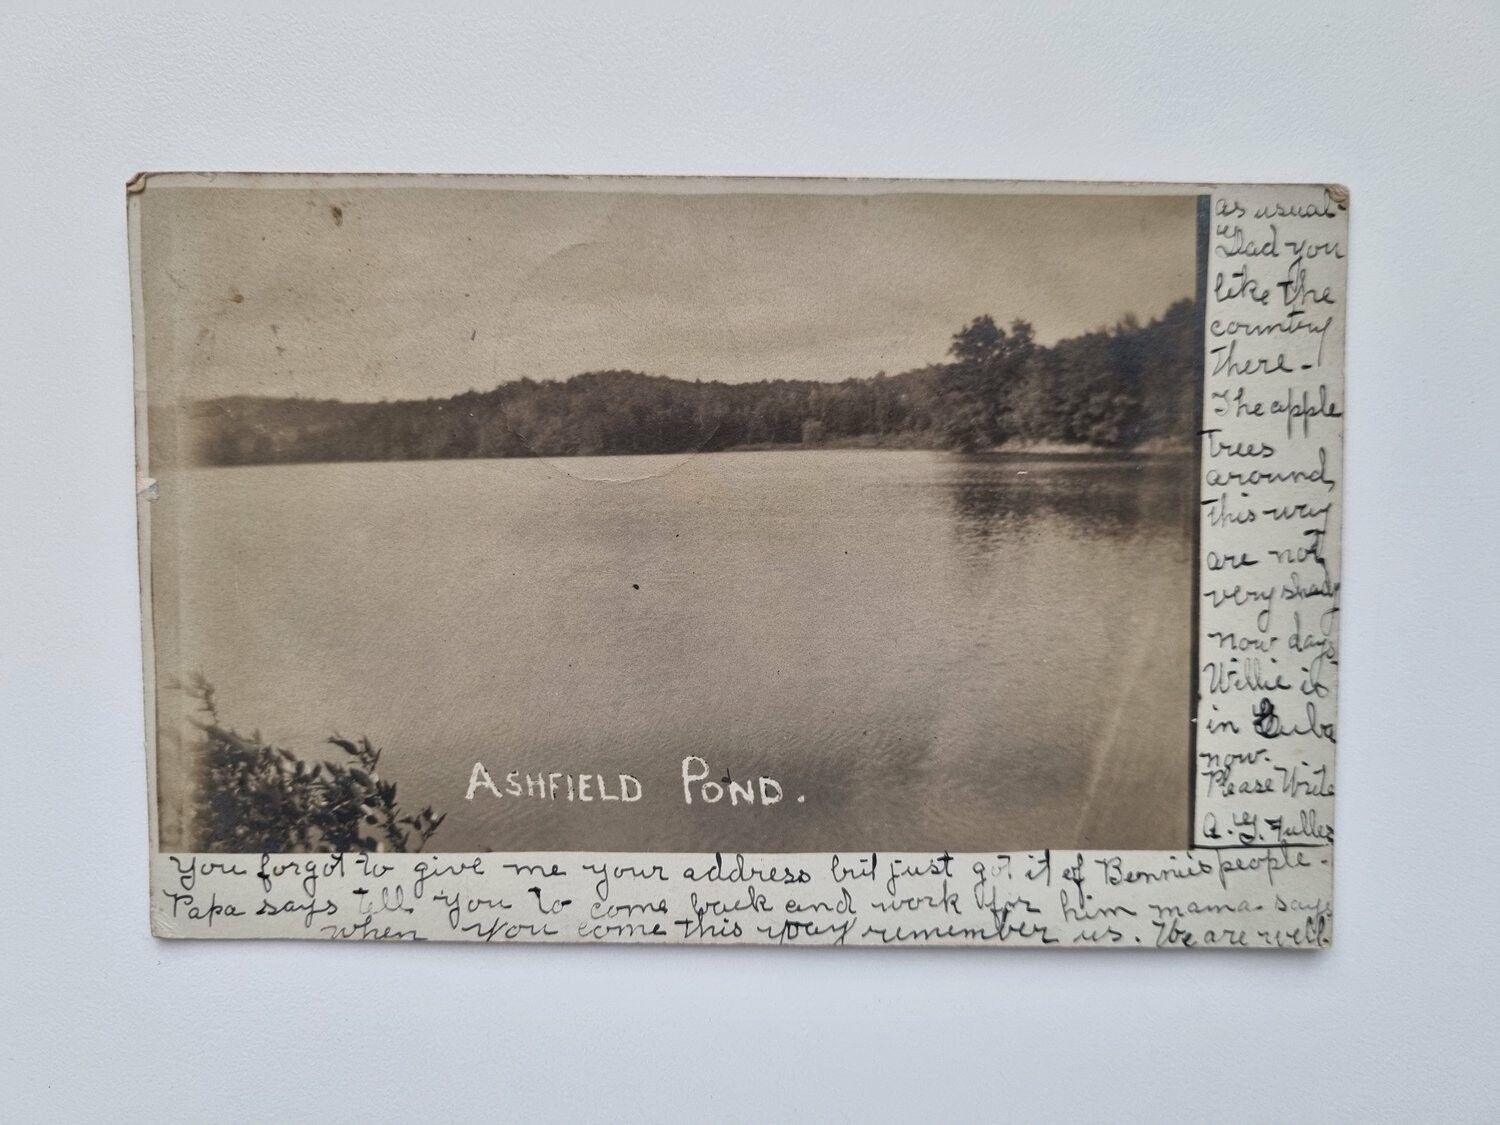 ASHFIELD POND.
You forgot to give me your address but just got it of Bennie's people -
Papa says tell You to come back and work for him mama says
when You come this way remember us. We are well
as usual -
Glad you
like the
country
There -
The apple
Trees
around
this way
are not
very shady
now days
Willie is
in Cuba
now.
Please Write
A. G. Fuller